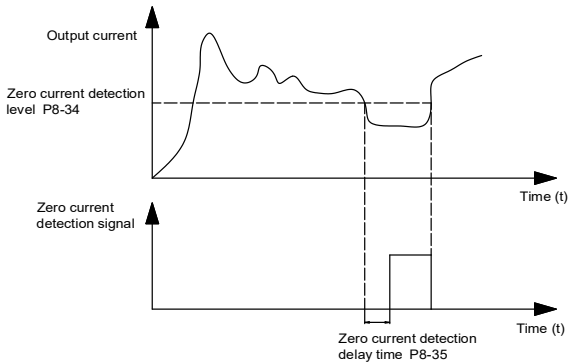 Output current
Zero current detection
level P8-34
Time (t)
Zero current
detection signal
Time (t)
Zero current detection
delay time P8-35